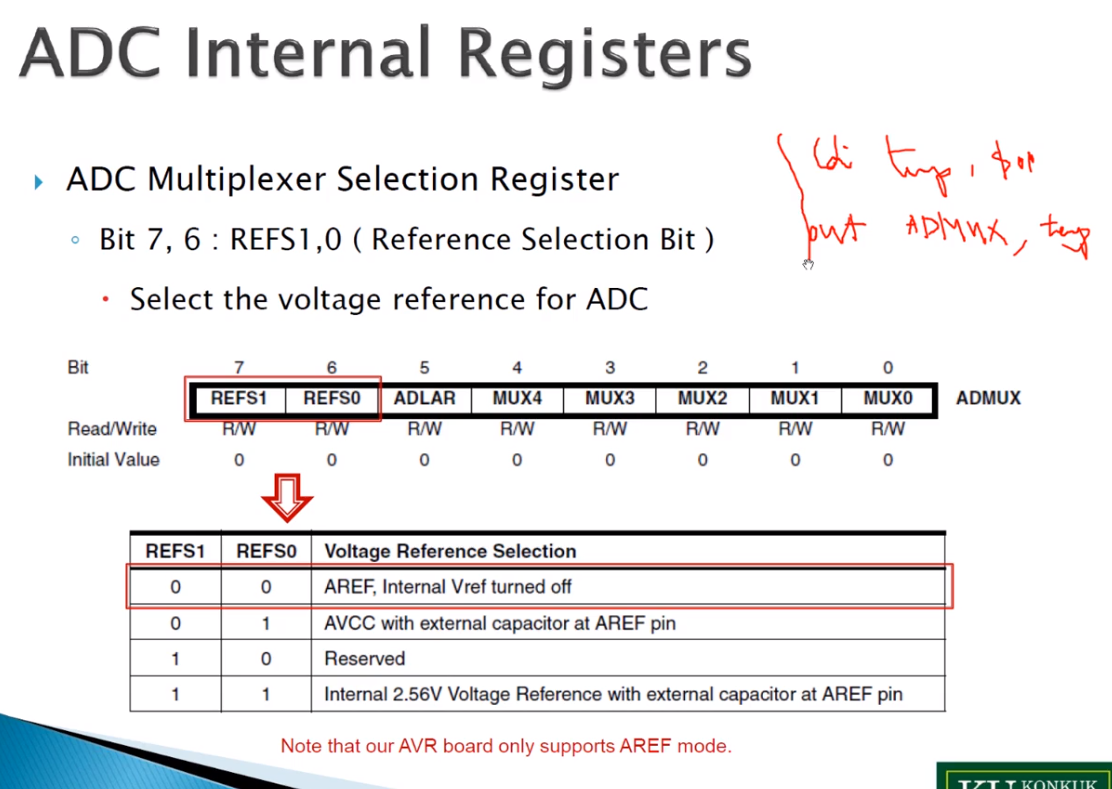 ADC Internal Registers
ldi temp, $
out ADMUX, temp
ADC Multiplexer Selection Register
Bit 7, 6 : REFS1,0 ( Reference Selection Bit )
Select the voltage reference for ADC
Bit 7 6 5 4 3 2 1 0
REFS1 REFS0 ADLAR MUX4 MUX3 MUX2 MUX1 MUX0 ADMUX
Read/Write R/W R/W R/W R/W R/W R/W R/W R/W
Initial Value 0 0 0 0 0 0 0 0
REFS1 REFS0 Voltage Reference Selection
0 0 AREF, Internal Vref turned off
0 1 AVCC with external capacitor at AREF pin
1 0 Reserved
1 1 Internal 2.56V Voltage Reference with external capacitor at AREF pin
Note that our AVR board only supports AREF mode.
KU KONKUK